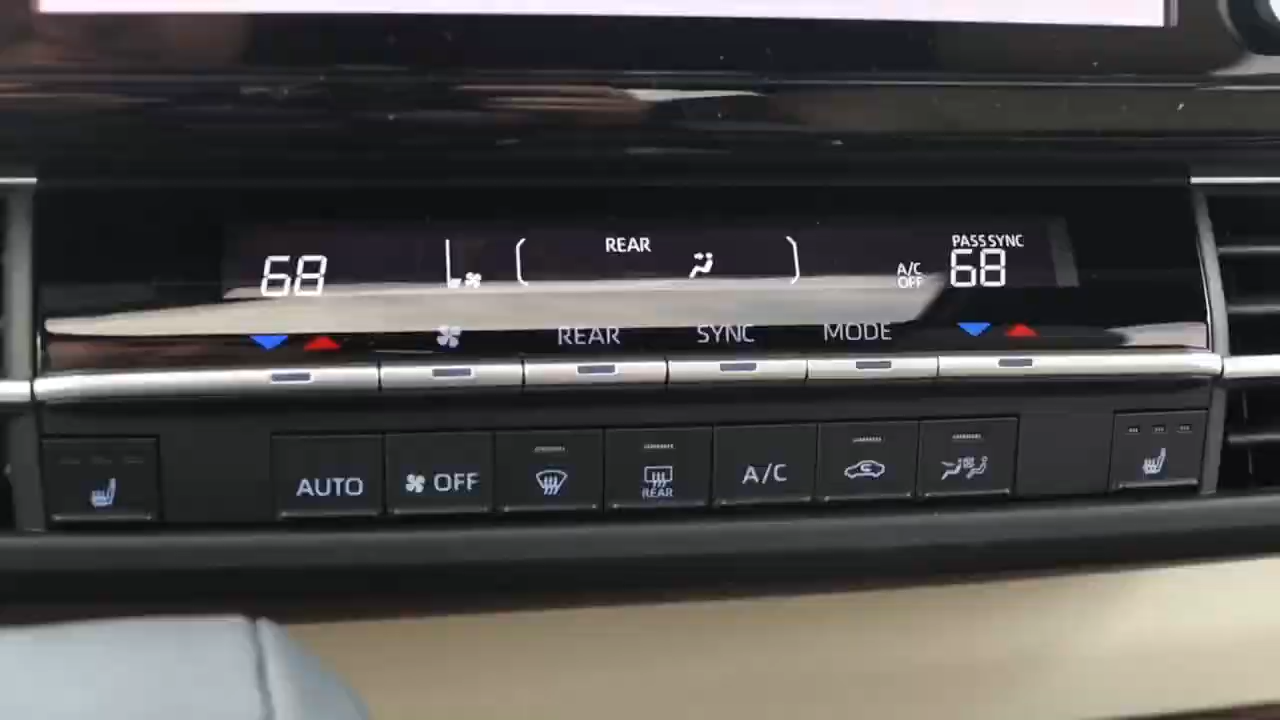 REAR
PASS SYNC
68
A/C OFF
68
REAR SYNC MODE
AUTO OFF REAR A/C